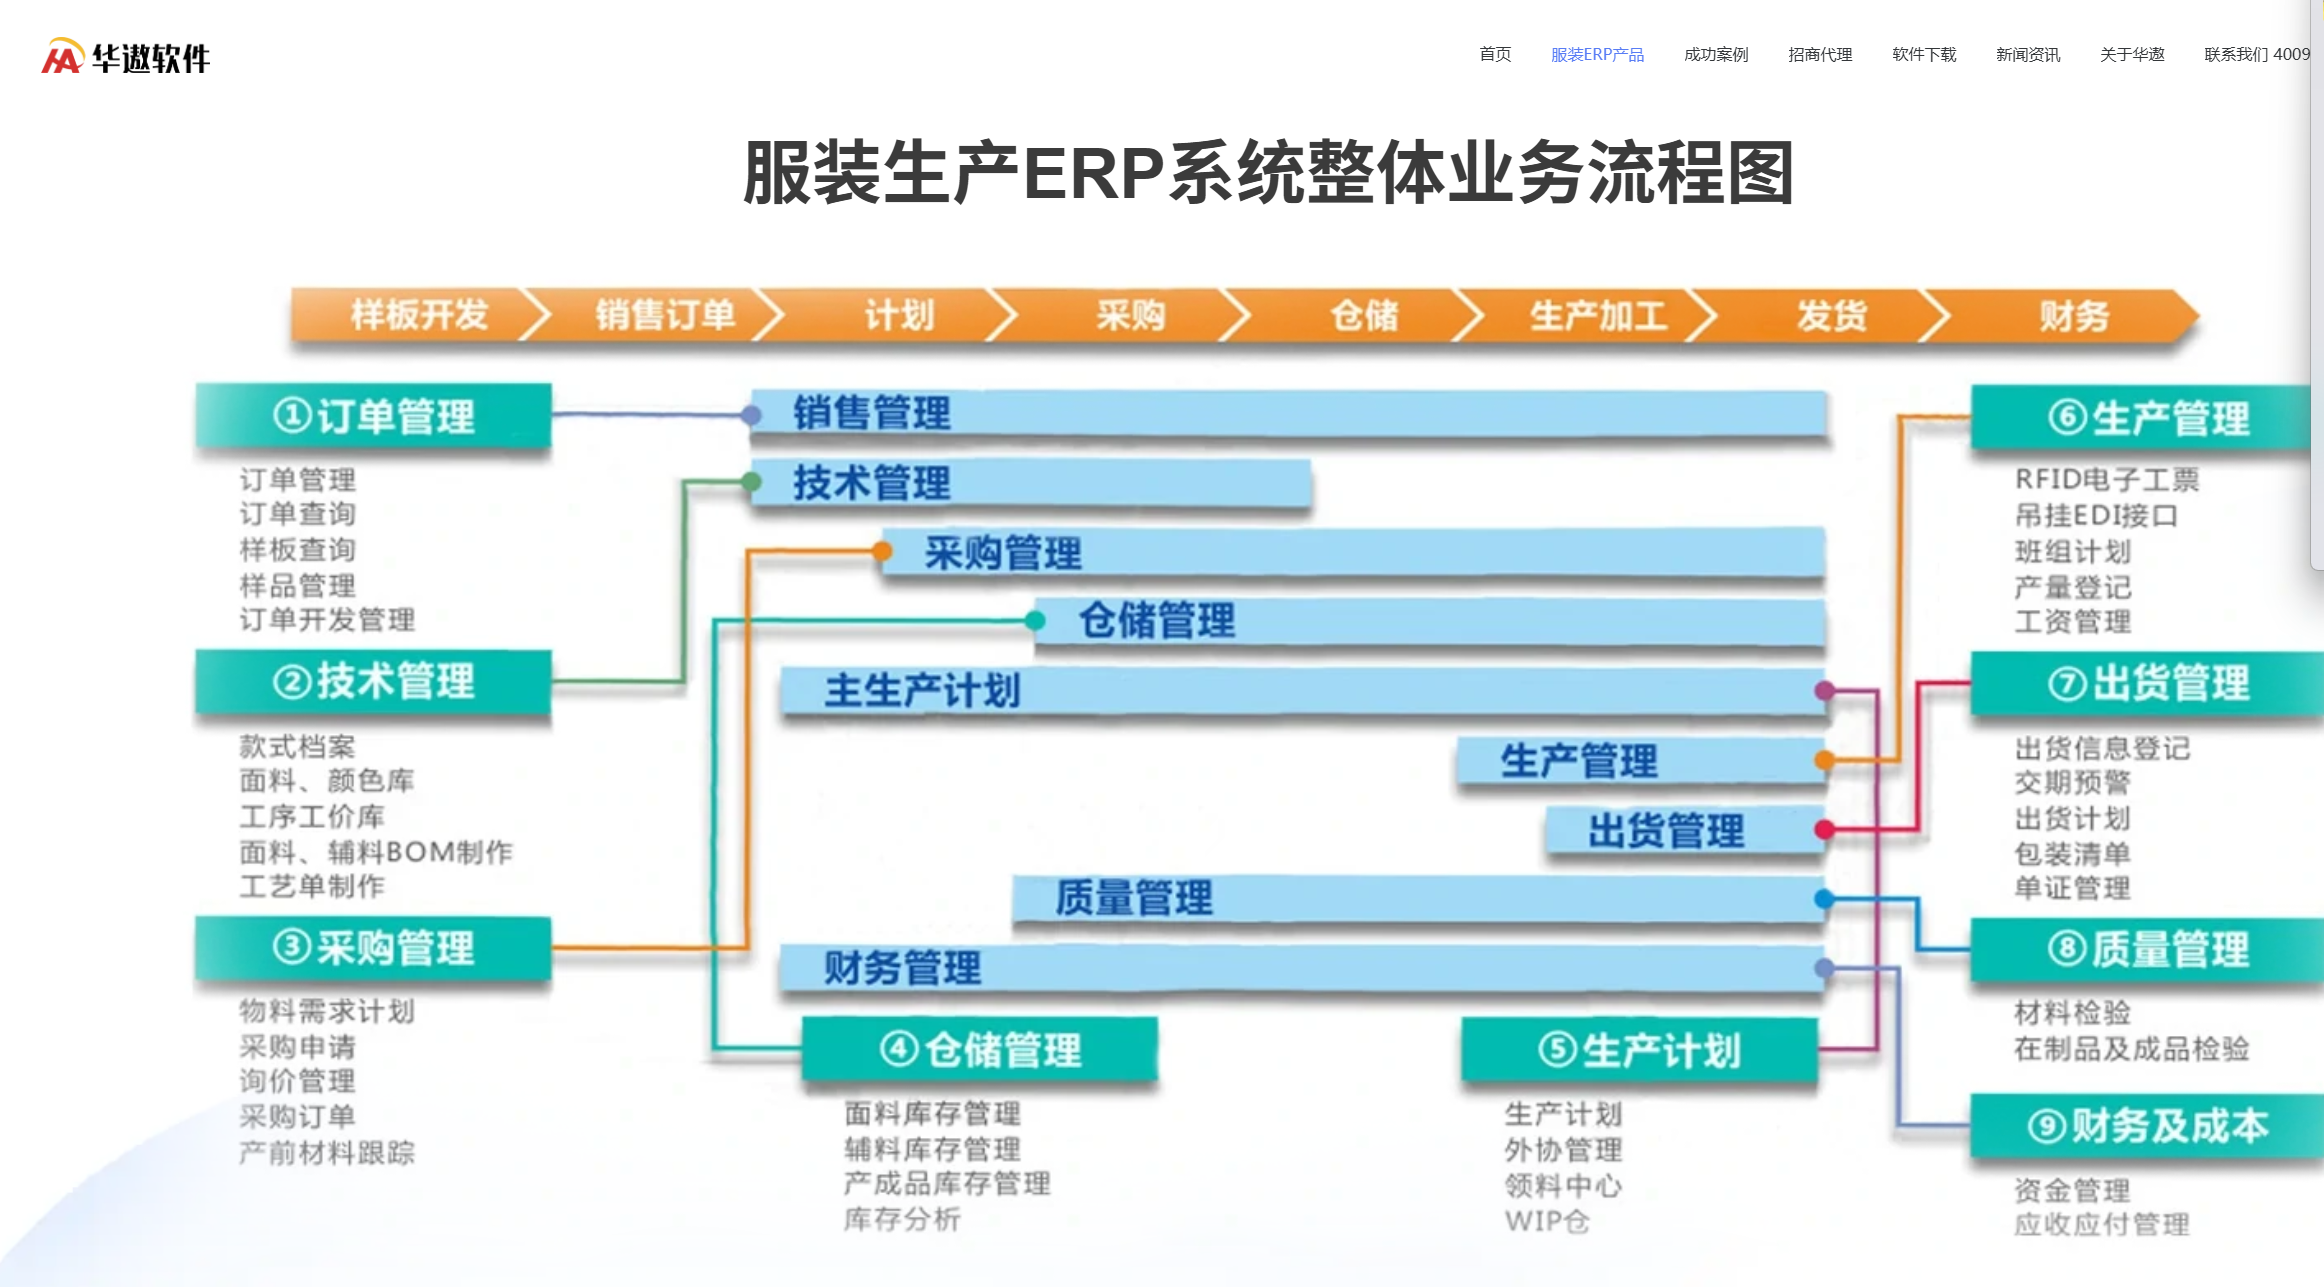 华遨软件
首页 服装ERP产品 成功案例 招商代理 软件下载 新闻资讯 关于华遨 联系我们 4009
服装生产ERP系统整体业务流程图
样板开发 销售订单 计划 采购 仓储 生产加工 发货 财务
①订单管理
订单管理
订单查询
样板查询
样品管理
订单开发管理
②技术管理
款式档案
面料、颜色库
工序工价库
面料、辅料BOM制作
工艺单制作
③采购管理
物料需求计划
采购申请
询价管理
采购订单
产前材料跟踪
销售管理
技术管理
采购管理
仓储管理
主生产计划
生产管理
出货管理
质量管理
财务管理
④仓储管理
面料库存管理
辅料库存管理
产成品库存管理
库存分析
⑤生产计划
生产计划
外协管理
领料中心
WIP仓
⑥生产管理
RFID电子工票
吊挂EDI接口
班组计划
产量登记
工资管理
⑦出货管理
出货信息登记
交期预警
出货计划
包装清单
单证管理
⑧质量管理
材料检验
在制品及成品检验
⑨财务及成本
资金管理
应收应付管理